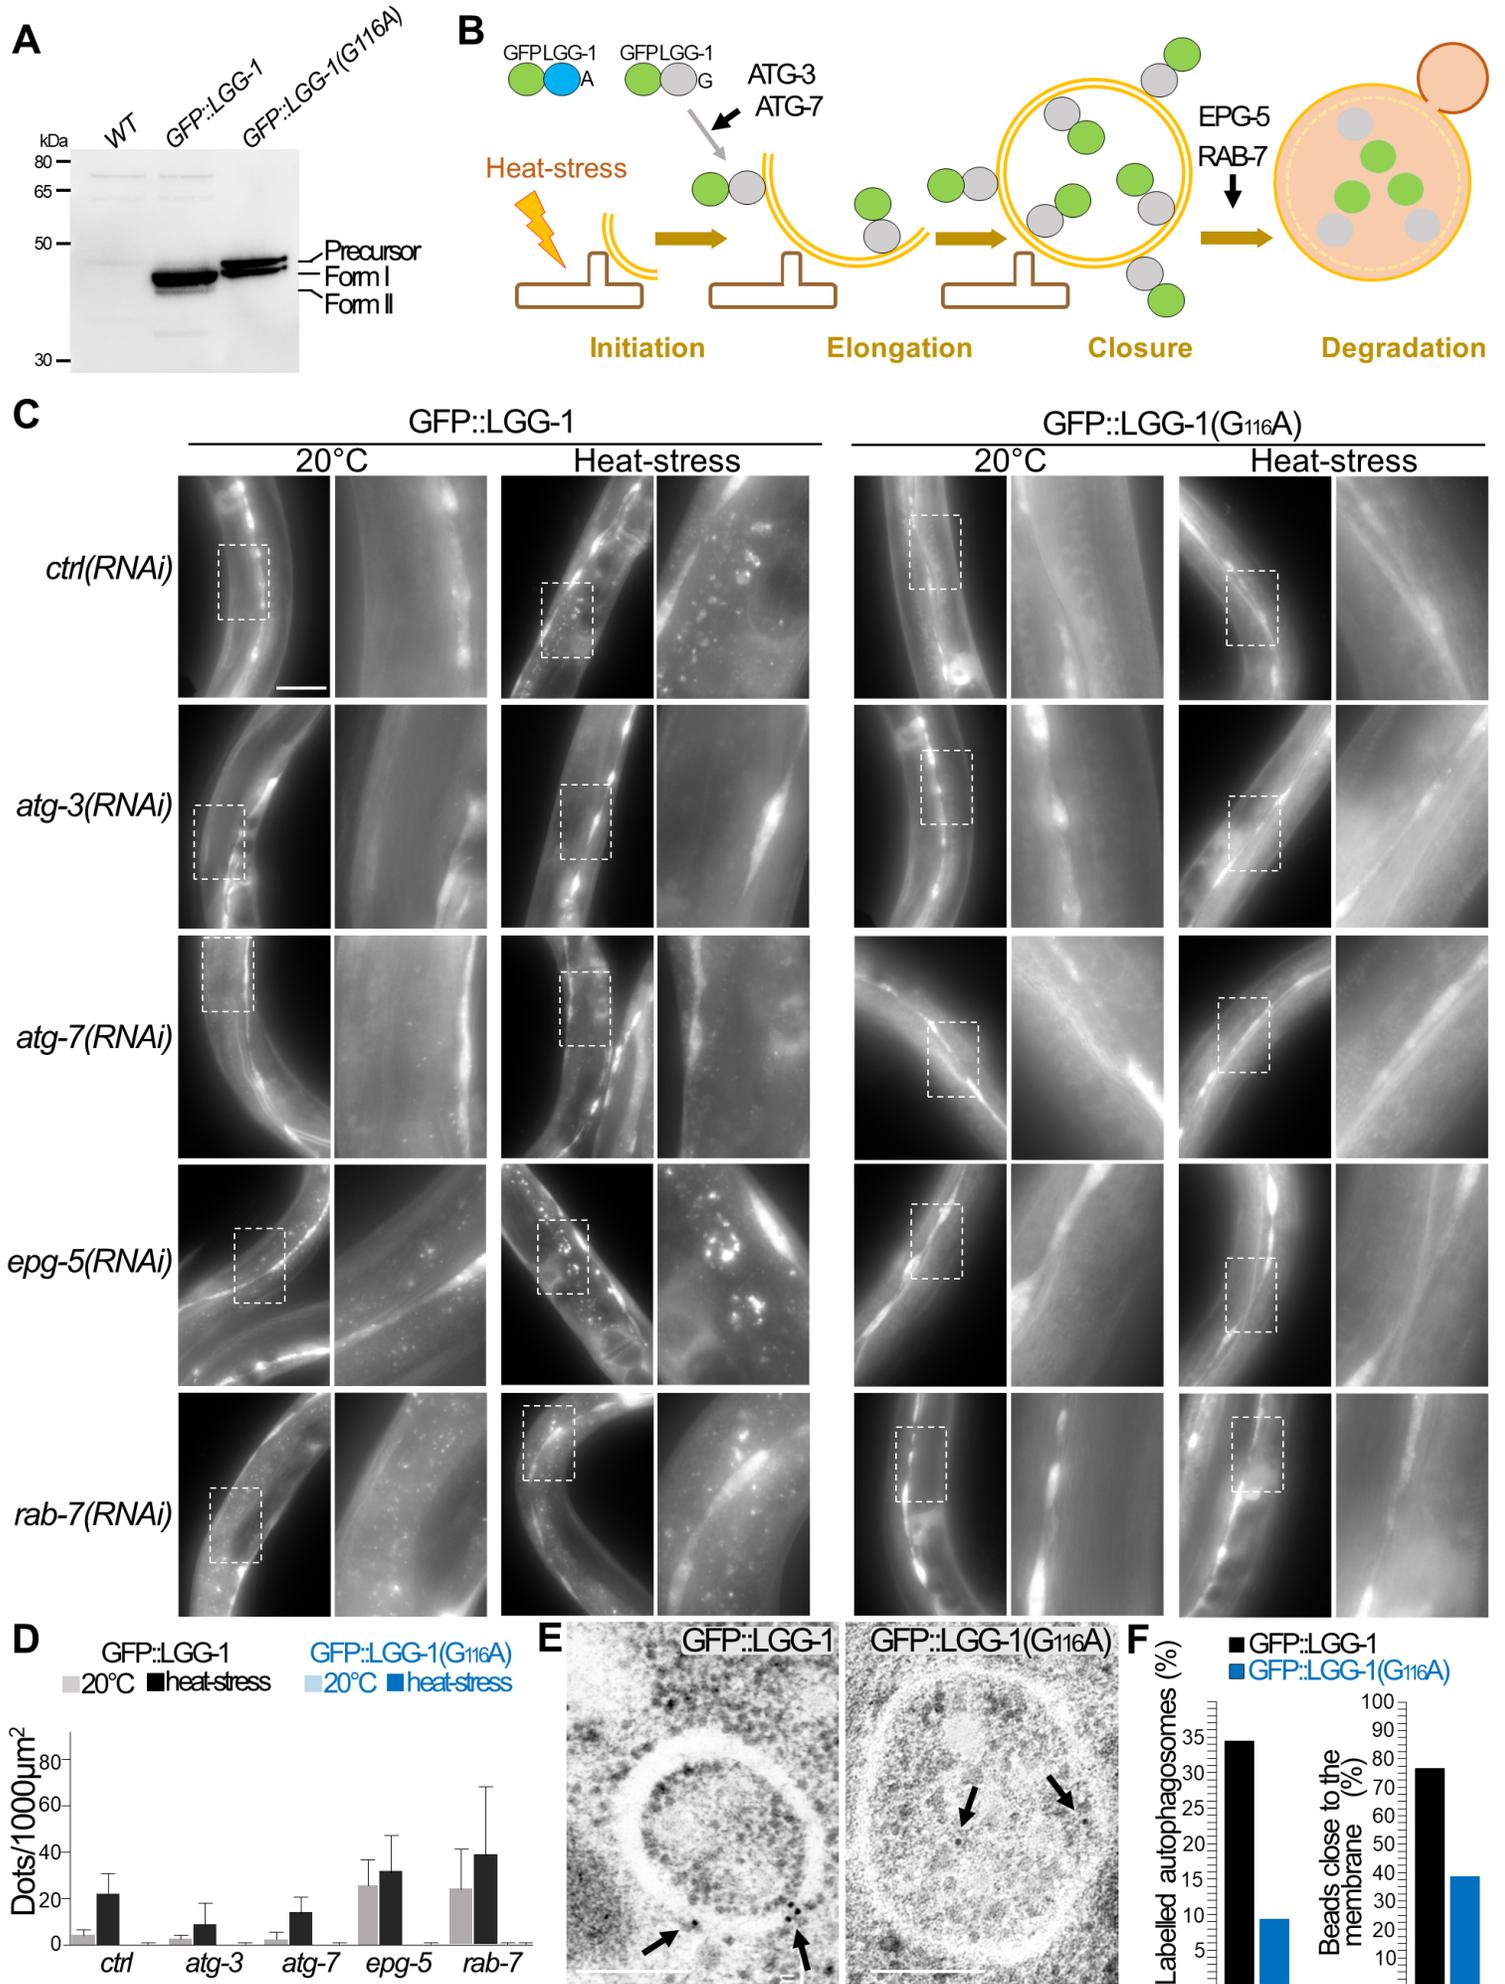 A
WT
GFP::LGG-1
GFP::LGG-1(G116A)
kDa
80
65
50
30
Precursor
Form I
Form II
B
GFP LGG-1
A
GFP LGG-1
G
ATG-3
ATG-7
Heat-stress
EPG-5
RAB-7
Initiation
Elongation
Closure
Degradation
C
GFP::LGG-1
GFP::LGG-1(G116A)
20°C
Heat-stress
20°C
Heat-stress
ctrl(RNAi)
atg-3(RNAi)
atg-7(RNAi)
epg-5(RNAi)
rab-7(RNAi)
D
GFP::LGG-1
GFP::LGG-1(G116A)
20°C
heat-stress
20°C
heat-stress
Dots/1000µm2
80
60
40
20
0
ctrl
atg-3
atg-7
epg-5
rab-7
E
GFP::LGG-1
GFP::LGG-1(G116A)
F
GFP::LGG-1
GFP::LGG-1(G116A)
Labelled autophagosomes (%)
35
30
25
20
15
10
5
Beads close to the
membrane (%)
100
90
80
70
60
50
40
30
20
10